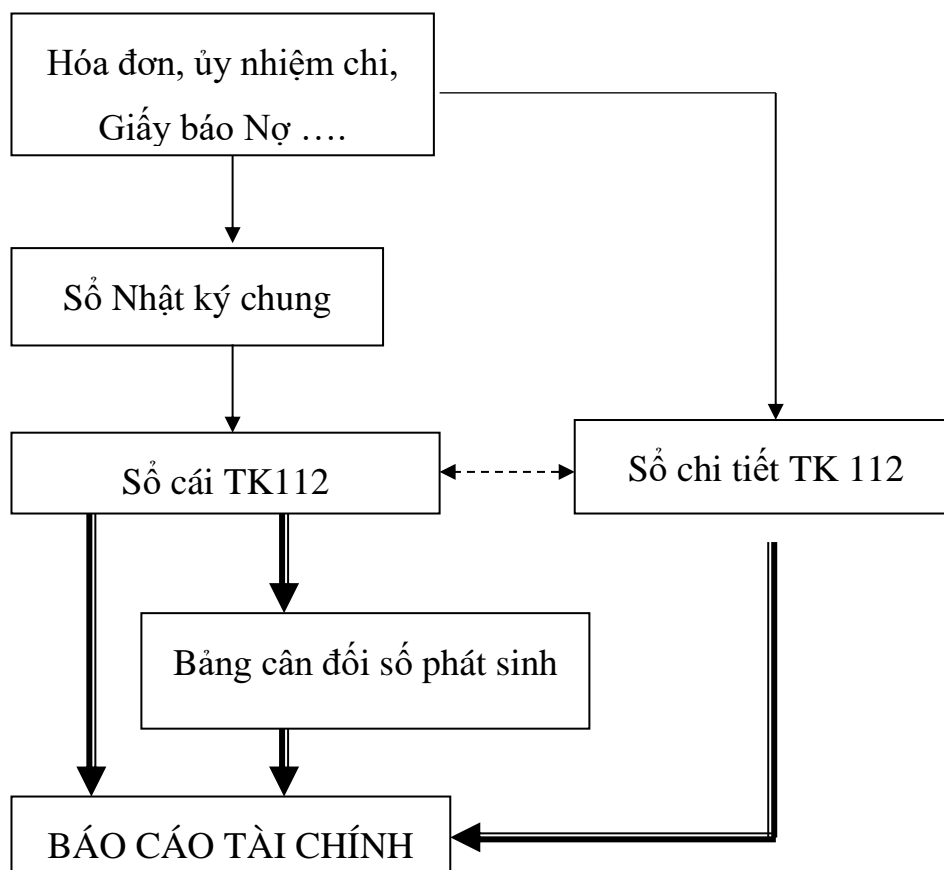 Hóa đơn, ủy nhiệm chi,
Giấy báo Nợ ….
Sổ Nhật ký chung
Sổ cái TK112
Sổ chi tiết TK 112
Bảng cân đối số phát sinh
BÁO CÁO TÀI CHÍNH